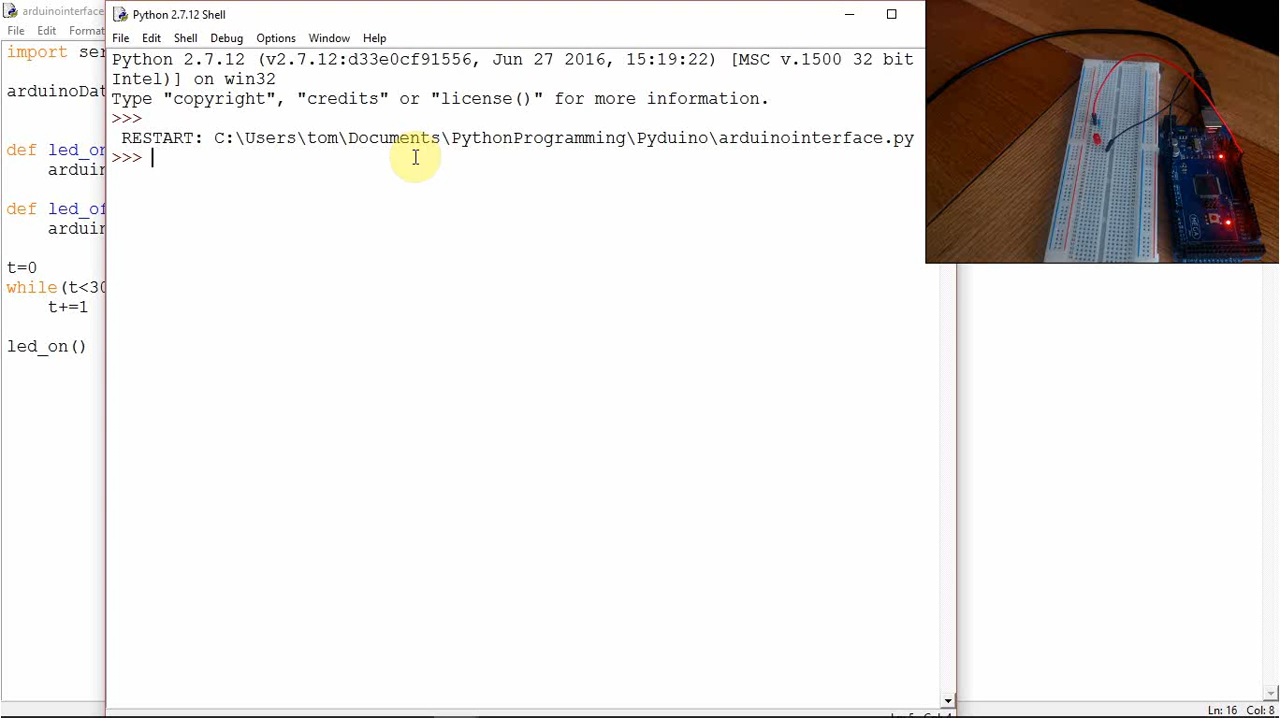 arduinointerface
File Edit Format
import ser
arduinoDat
def led_on
arduin
def led_of
arduin
t=0
while(t<30
t+=1
led_on()
Python 2.7.12 Shell
File Edit Shell Debug Options Window Help
Python 2.7.12 (v2.7.12:d33e0cf91556, Jun 27 2016, 15:19:22) [MSC v.1500 32 bit
Intel)] on win32
Type "copyright", "credits" or "license()" for more information.
>>>
RESTART: C:\Users\tom\Documents\PythonProgramming\Pyduino\arduinointerface.py
>>>
Ln: 16 Col: 8